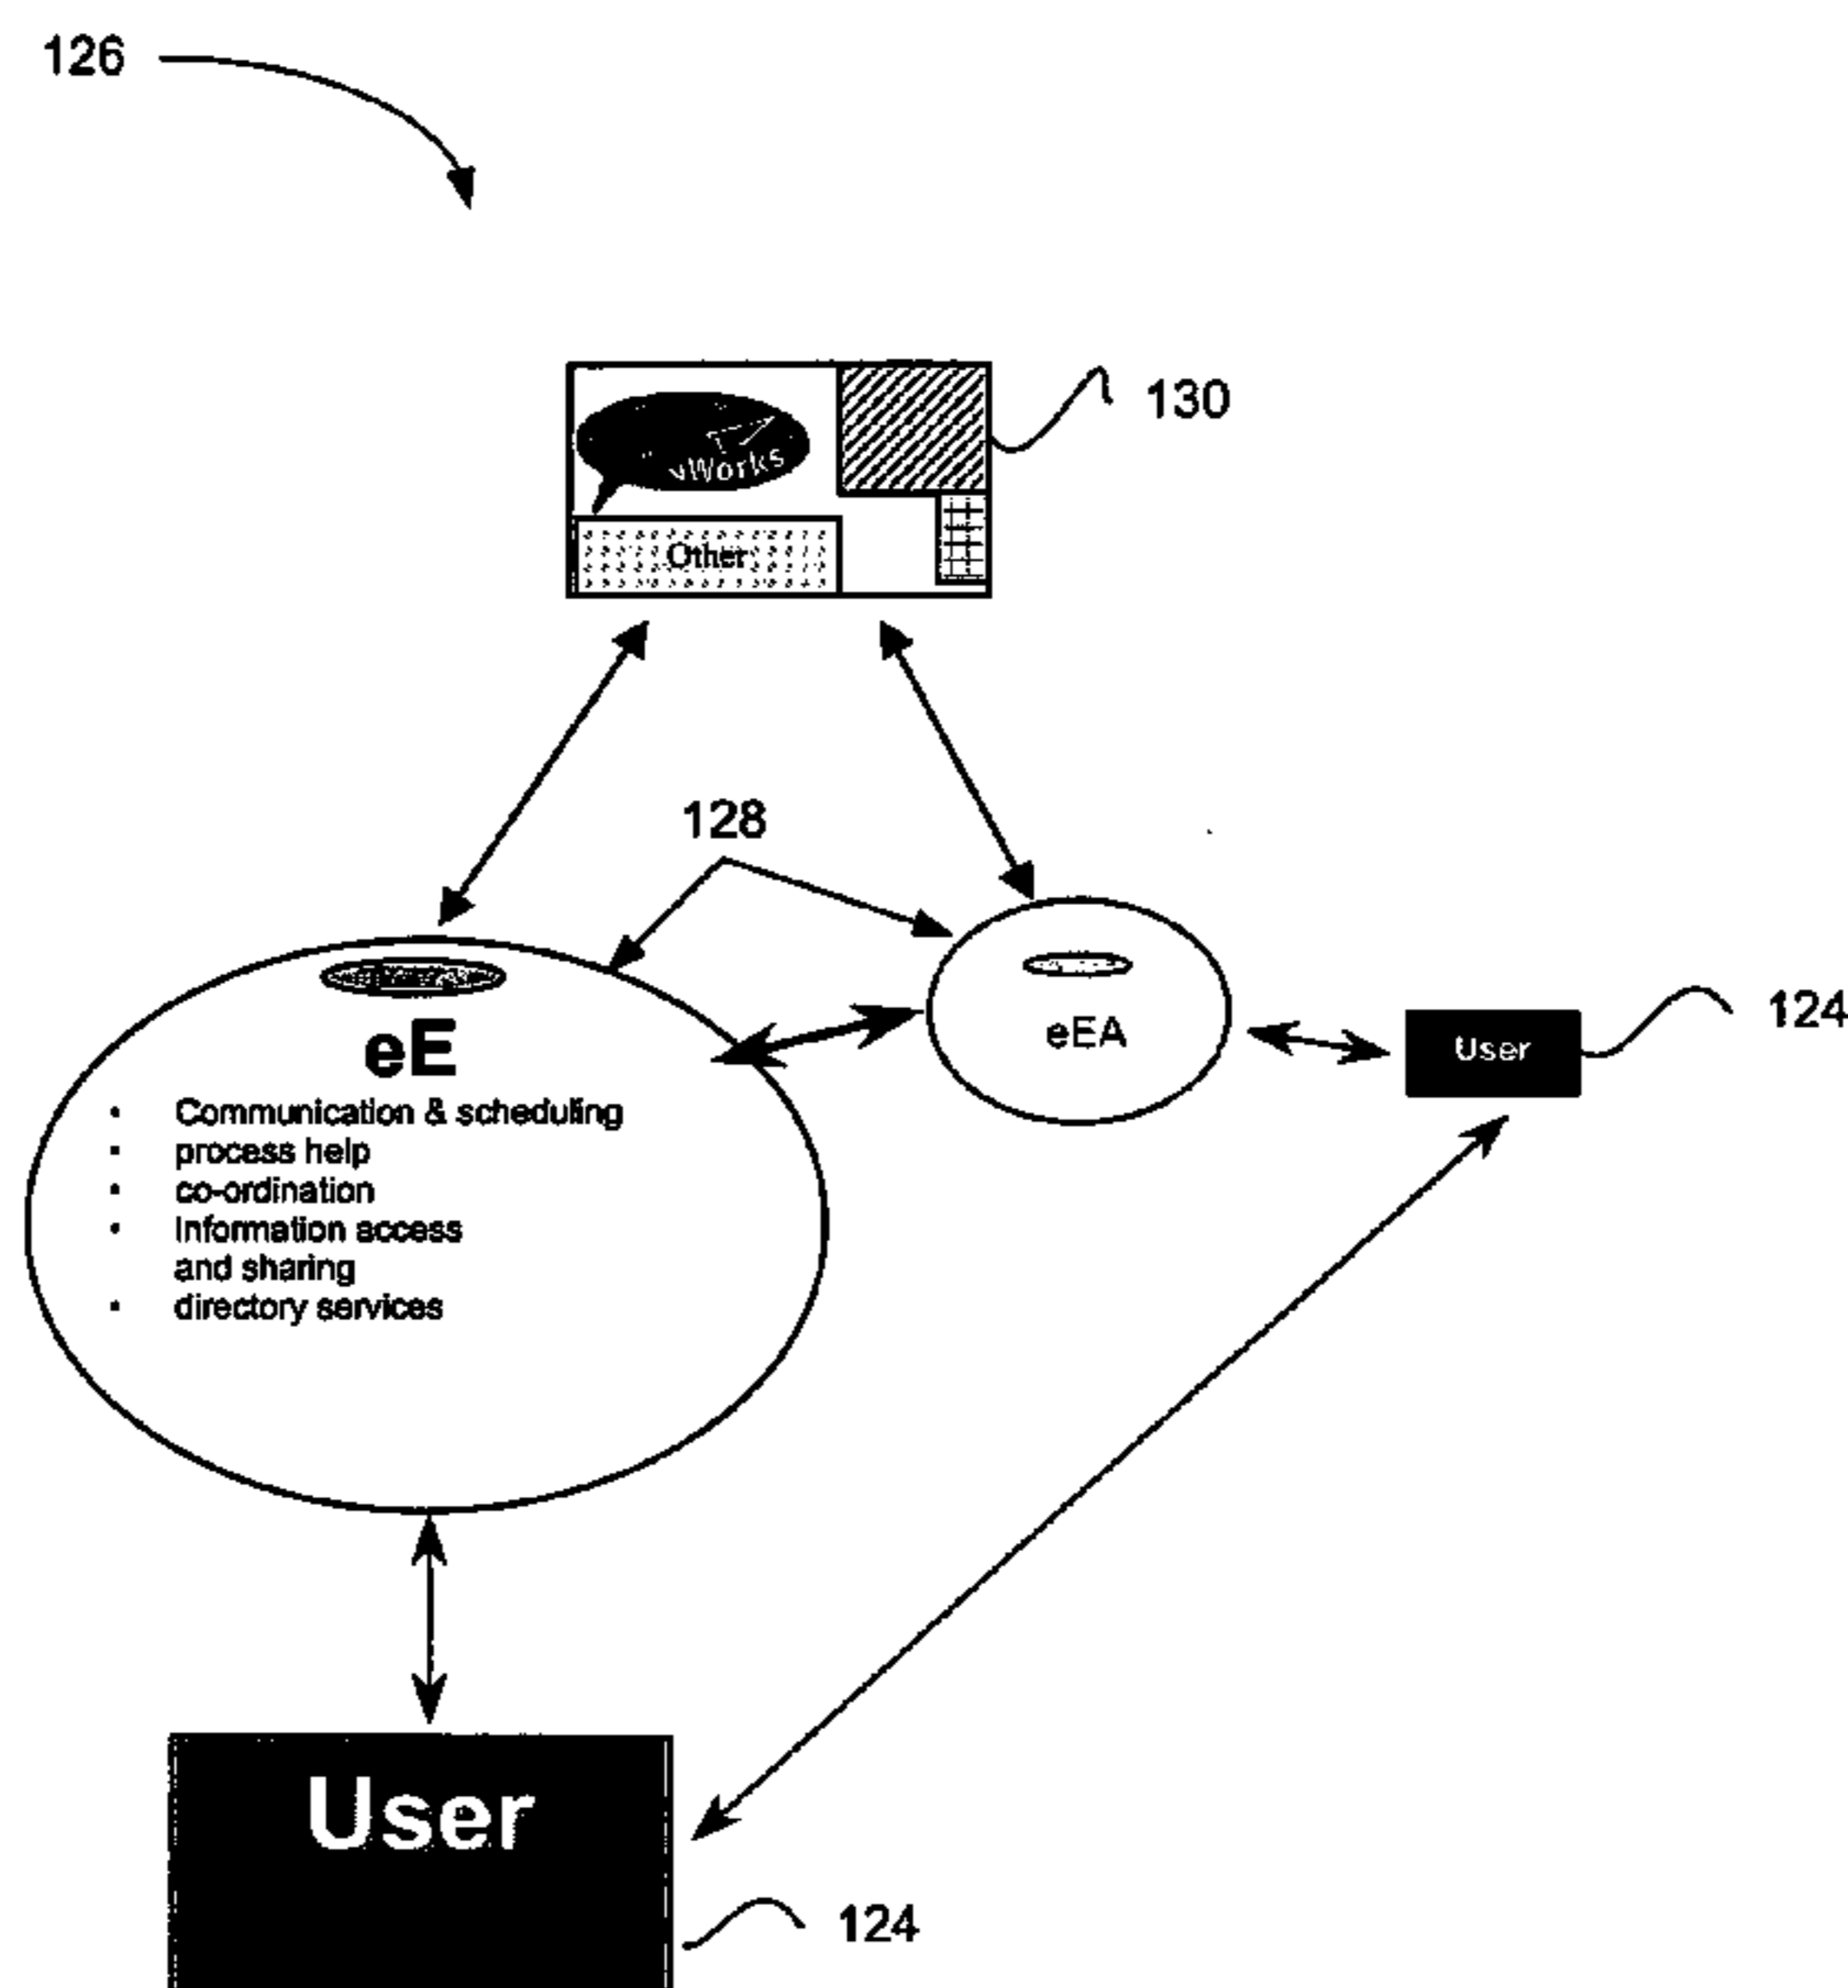 126
130
vWorks
Other
128
eE
eEA
User
124
• Communication & scheduling
• process help
• co-ordination
• Information access
and sharing
• directory services
User
124